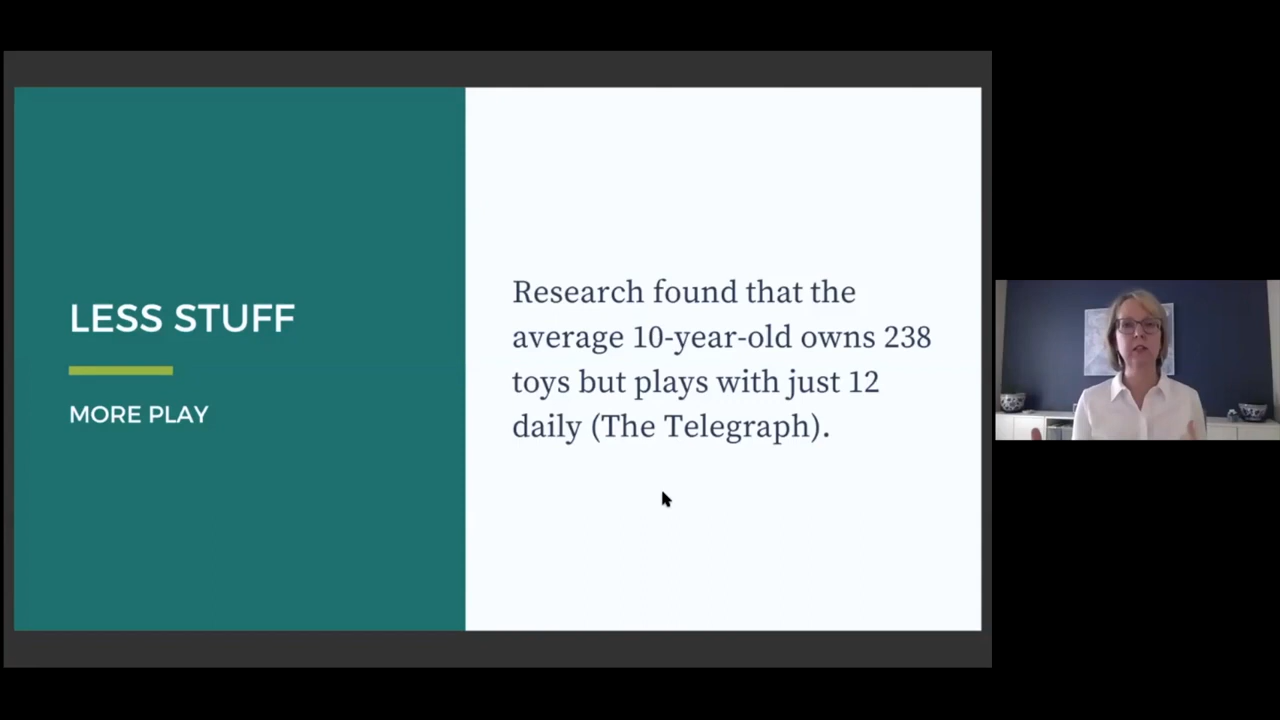 LESS STUFF
MORE PLAY
Research found that the
average 10-year-old owns 238
toys but plays with just 12
daily (The Telegraph).